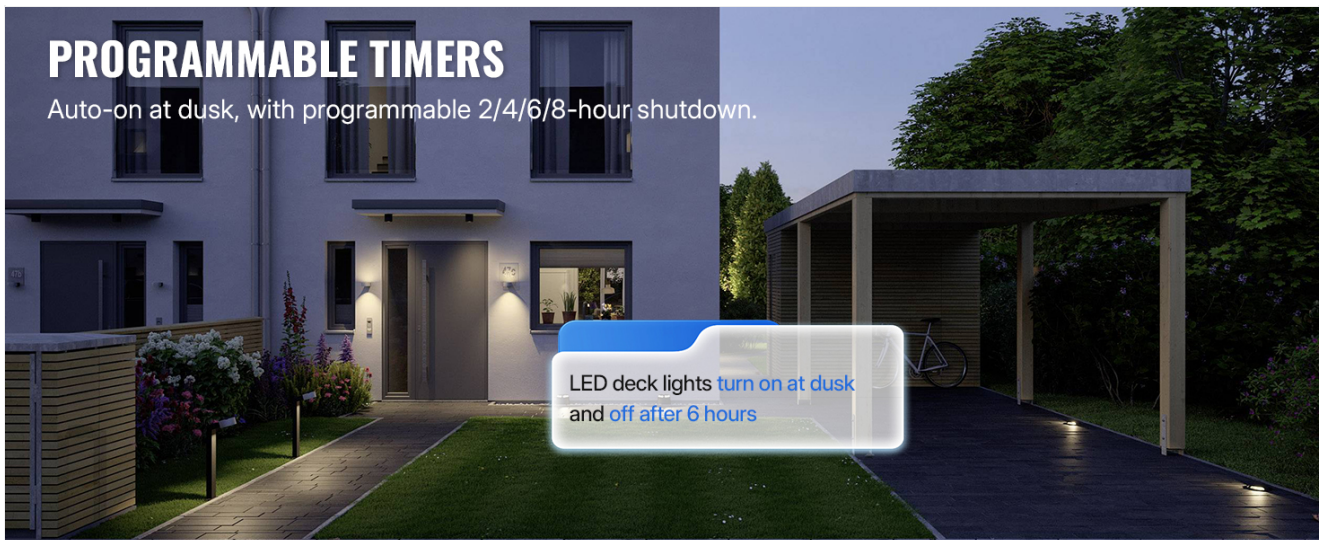 PROGRAMMABLE TIMERS
Auto-on at dusk, with programmable 2/4/6/8-hour shutdown.
LED deck lights turn on at dusk
and off after 6 hours